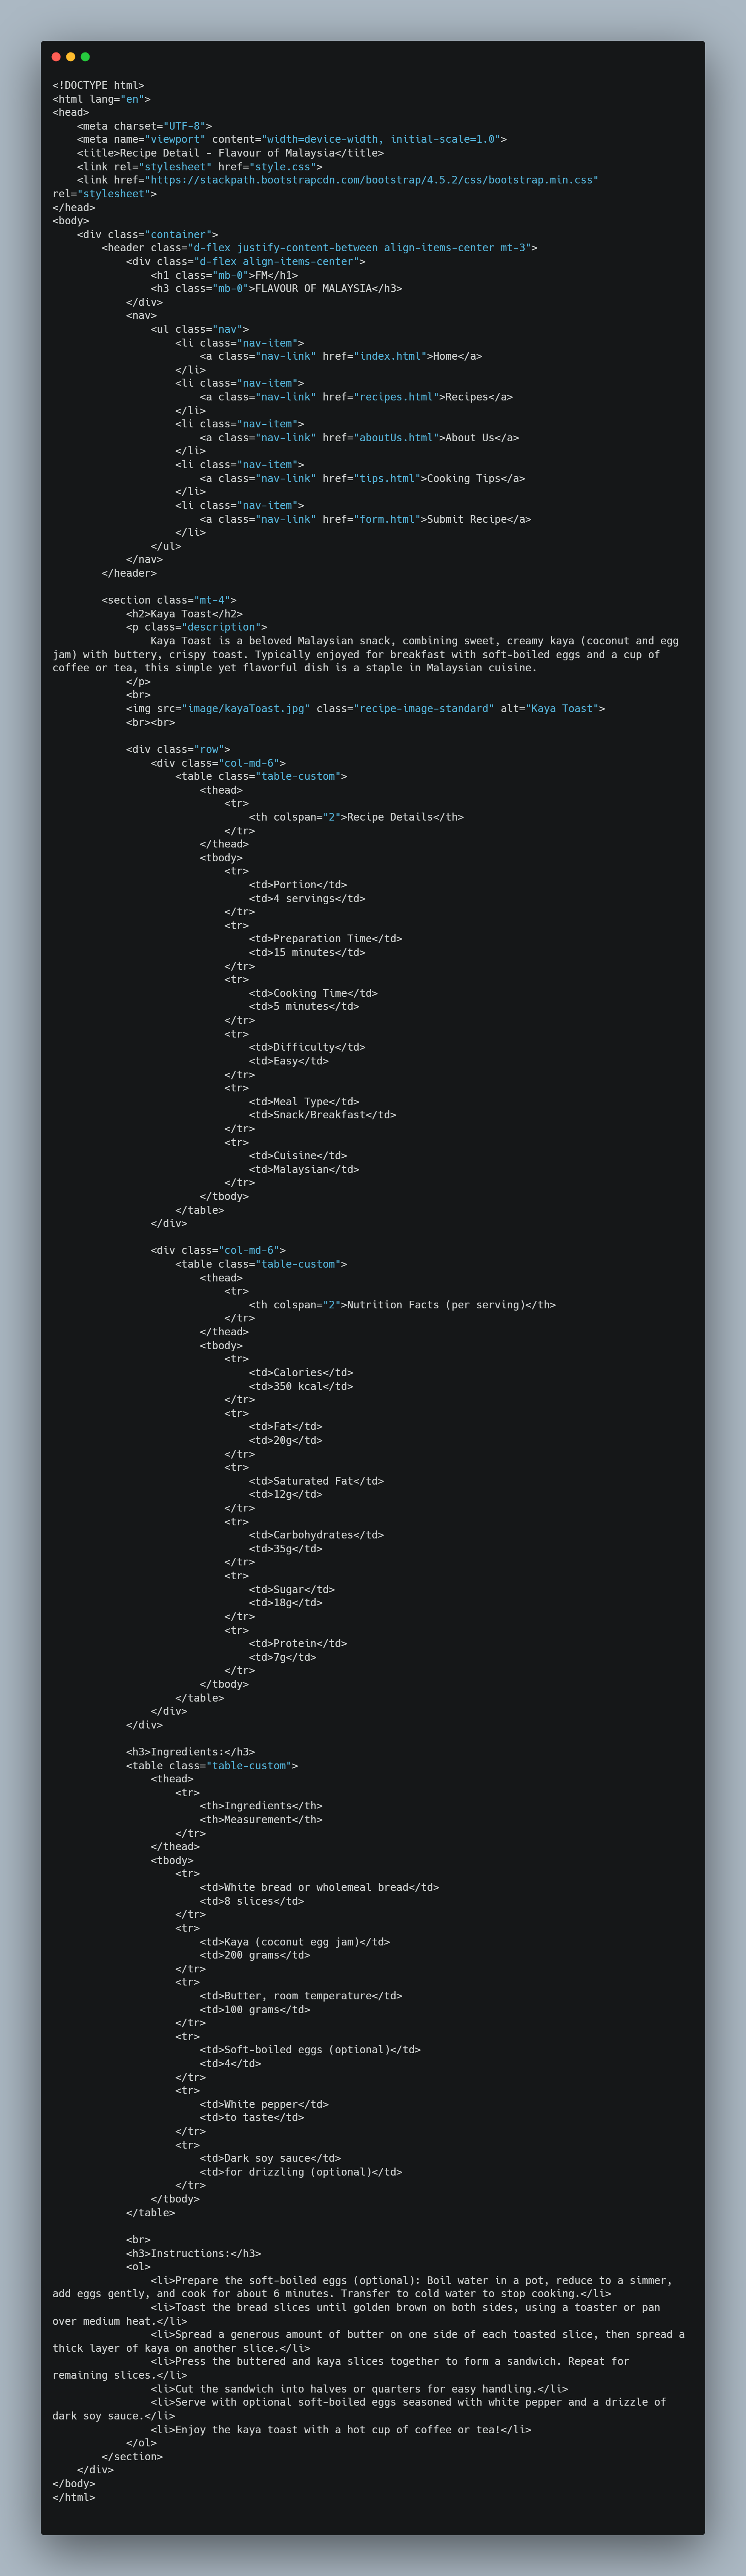 <!DOCTYPE html>
<html lang="en">
<head>
    <meta charset="UTF-8">
    <meta name="viewport" content="width=device-width, initial-scale=1.0">
    <title>Recipe Detail - Flavour of Malaysia</title>
    <link rel="stylesheet" href="style.css">
    <link href="https://stackpath.bootstrapcdn.com/bootstrap/4.5.2/css/bootstrap.min.css"
rel="stylesheet">
</head>
<body>
    <div class="container">
        <header class="d-flex justify-content-between align-items-center mt-3">
            <div class="d-flex align-items-center">
                <h1 class="mb-0">FM</h1>
                <h3 class="mb-0">FLAVOUR OF MALAYSIA</h3>
            </div>
            <nav>
                <ul class="nav">
                    <li class="nav-item">
                        <a class="nav-link" href="index.html">Home</a>
                    </li>
                    <li class="nav-item">
                        <a class="nav-link" href="recipes.html">Recipes</a>
                    </li>
                    <li class="nav-item">
                        <a class="nav-link" href="aboutUs.html">About Us</a>
                    </li>
                    <li class="nav-item">
                        <a class="nav-link" href="tips.html">Cooking Tips</a>
                    </li>
                    <li class="nav-item">
                        <a class="nav-link" href="form.html">Submit Recipe</a>
                    </li>
                </ul>
            </nav>
        </header>

        <section class="mt-4">
            <h2>Kaya Toast</h2>
            <p class="description">
                Kaya Toast is a beloved Malaysian snack, combining sweet, creamy kaya (coconut and egg
jam) with buttery, crispy toast. Typically enjoyed for breakfast with soft-boiled eggs and a cup of
coffee or tea, this simple yet flavorful dish is a staple in Malaysian cuisine.
            </p>
            <br>
            <img src="image/kayaToast.jpg" class="recipe-image-standard" alt="Kaya Toast">
            <br><br>

            <div class="row">
                <div class="col-md-6">
                    <table class="table-custom">
                        <thead>
                            <tr>
                                <th colspan="2">Recipe Details</th>
                            </tr>
                        </thead>
                        <tbody>
                            <tr>
                                <td>Portion</td>
                                <td>4 servings</td>
                            </tr>
                            <tr>
                                <td>Preparation Time</td>
                                <td>15 minutes</td>
                            </tr>
                            <tr>
                                <td>Cooking Time</td>
                                <td>5 minutes</td>
                            </tr>
                            <tr>
                                <td>Difficulty</td>
                                <td>Easy</td>
                            </tr>
                            <tr>
                                <td>Meal Type</td>
                                <td>Snack/Breakfast</td>
                            </tr>
                            <tr>
                                <td>Cuisine</td>
                                <td>Malaysian</td>
                            </tr>
                        </tbody>
                    </table>
                </div>

                <div class="col-md-6">
                    <table class="table-custom">
                        <thead>
                            <tr>
                                <th colspan="2">Nutrition Facts (per serving)</th>
                            </tr>
                        </thead>
                        <tbody>
                            <tr>
                                <td>Calories</td>
                                <td>350 kcal</td>
                            </tr>
                            <tr>
                                <td>Fat</td>
                                <td>20g</td>
                            </tr>
                            <tr>
                                <td>Saturated Fat</td>
                                <td>12g</td>
                            </tr>
                            <tr>
                                <td>Carbohydrates</td>
                                <td>35g</td>
                            </tr>
                            <tr>
                                <td>Sugar</td>
                                <td>18g</td>
                            </tr>
                            <tr>
                                <td>Protein</td>
                                <td>7g</td>
                            </tr>
                        </tbody>
                    </table>
                </div>
            </div>

            <h3>Ingredients:</h3>
            <table class="table-custom">
                <thead>
                    <tr>
                        <th>Ingredients</th>
                        <th>Measurement</th>
                    </tr>
                </thead>
                <tbody>
                    <tr>
                        <td>White bread or wholemeal bread</td>
                        <td>8 slices</td>
                    </tr>
                    <tr>
                        <td>Kaya (coconut egg jam)</td>
                        <td>200 grams</td>
                    </tr>
                    <tr>
                        <td>Butter, room temperature</td>
                        <td>100 grams</td>
                    </tr>
                    <tr>
                        <td>Soft-boiled eggs (optional)</td>
                        <td>4</td>
                    </tr>
                    <tr>
                        <td>White pepper</td>
                        <td>to taste</td>
                    </tr>
                    <tr>
                        <td>Dark soy sauce</td>
                        <td>for drizzling (optional)</td>
                    </tr>
                </tbody>
            </table>

            <br>
            <h3>Instructions:</h3>
            <ol>
                <li>Prepare the soft-boiled eggs (optional): Boil water in a pot, reduce to a simmer,
add eggs gently, and cook for about 6 minutes. Transfer to cold water to stop cooking.</li>
                <li>Toast the bread slices until golden brown on both sides, using a toaster or pan
over medium heat.</li>
                <li>Spread a generous amount of butter on one side of each toasted slice, then spread a
thick layer of kaya on another slice.</li>
                <li>Press the buttered and kaya slices together to form a sandwich. Repeat for
remaining slices.</li>
                <li>Cut the sandwich into halves or quarters for easy handling.</li>
                <li>Serve with optional soft-boiled eggs seasoned with white pepper and a drizzle of
dark soy sauce.</li>
                <li>Enjoy the kaya toast with a hot cup of coffee or tea!</li>
            </ol>
        </section>
    </div>
</body>
</html>